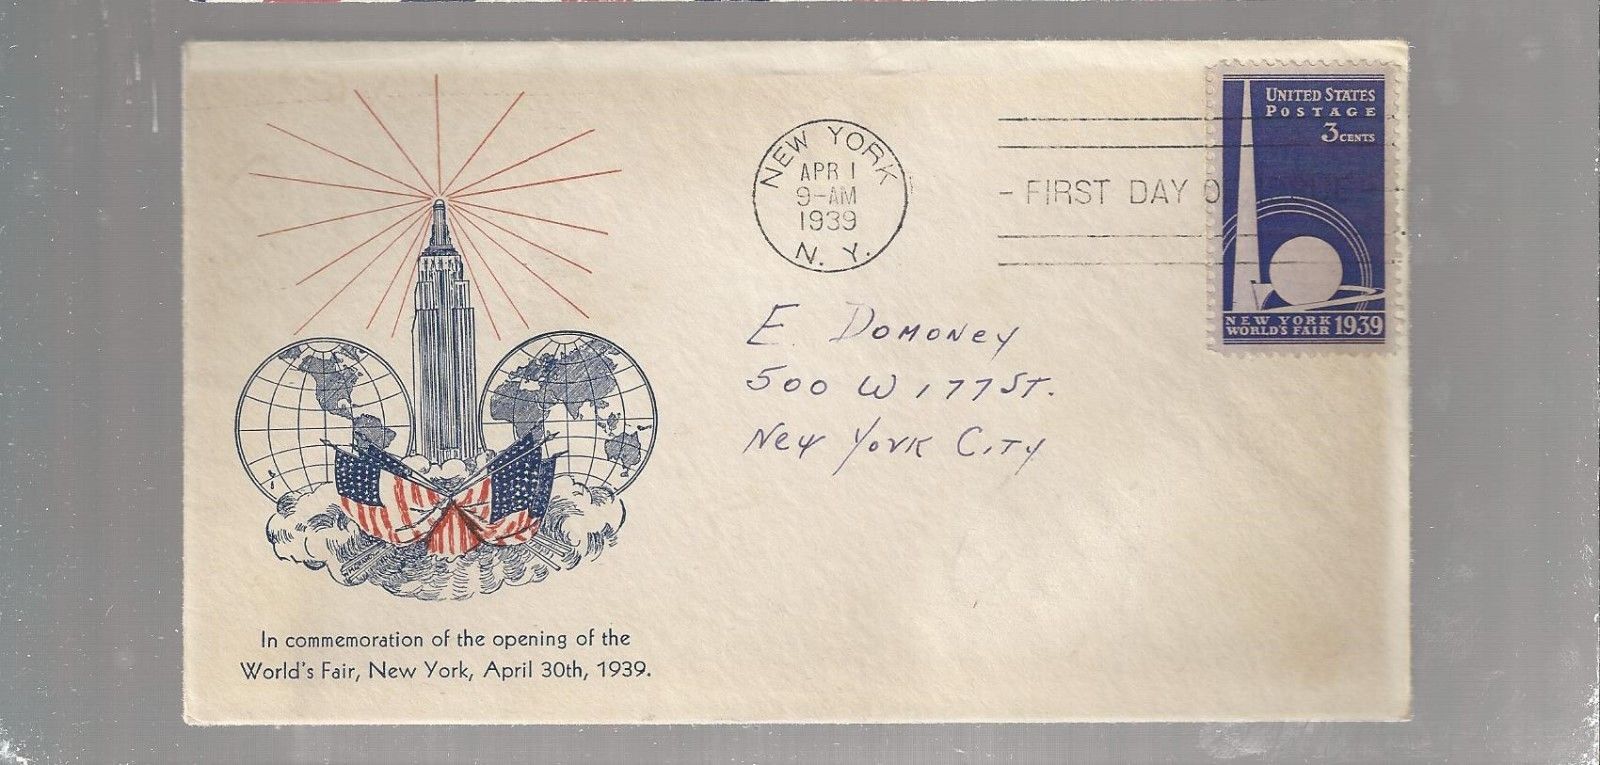 NEW YORK
APR 1
9-AM
1939
N. Y.
- FIRST DAY O
UNITED STATES
POSTAGE
3 CENTS
NEW YORK
WORLD'S FAIR 1939
E. Domoney
500 W 177 St.
New York City
In commemoration of the opening of the
World's Fair, New York, April 30th, 1939.